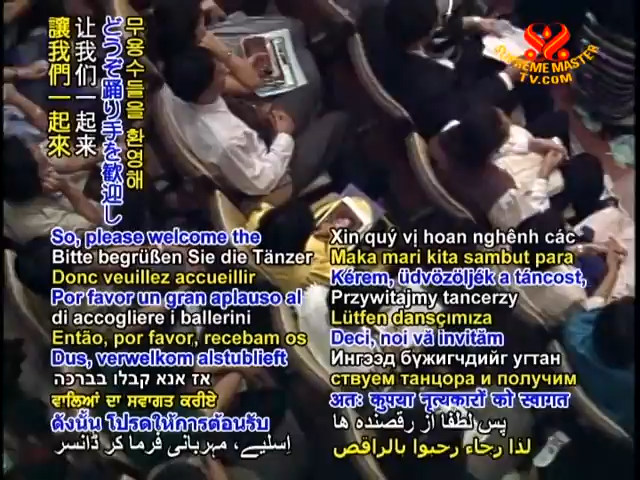 SUPREME MASTER
TV.COM
무용수들을 환영해
どうぞ踊り手を歓迎し
让我们一起来
讓我們一起來
So, please welcome the
Bitte begrüßen Sie die Tänzer
Donc veuillez accueillir
Por favor un gran aplauso al
di accogliere i ballerini
Então, por favor, recebam os
Dus, verwelkom alstublieft
אז אנא קבלו בברכה
ਵਾਲਿਆਂ ਦਾ ਸਵਾਗਤ ਕਰੀਏ
ดังนั้น โปรดให้การต้อนรับ
اِسلیے، مہربانی فرما کر ڈانسر
Xin quý vị hoan nghênh các
Maka mari kita sambut para
Kérem, üdvözöljék a táncost,
Przywitajmy tancerzy
Lütfen dansçımıza
Deci, noi vă invităm
Ингээд бүжигчдийг угтан
ствуем танцора и получим
अतः कृपया नृत्यकारों को स्वागत
پس لطفا از رقصنده ها
لذا رجاء رحبوا بالراقص